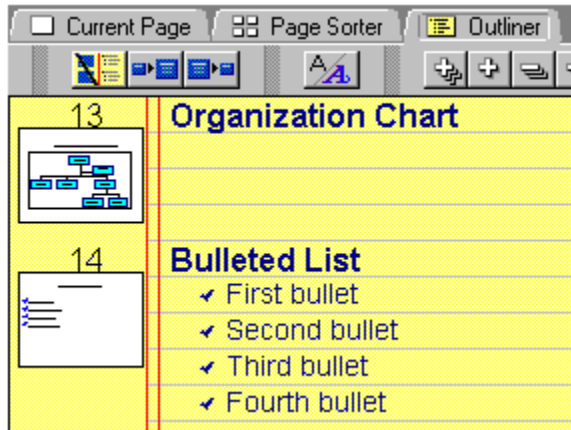 Current Page Page Sorter Outliner
A/A
13 Organization Chart
14 Bulleted List
First bullet
Second bullet
Third bullet
Fourth bullet